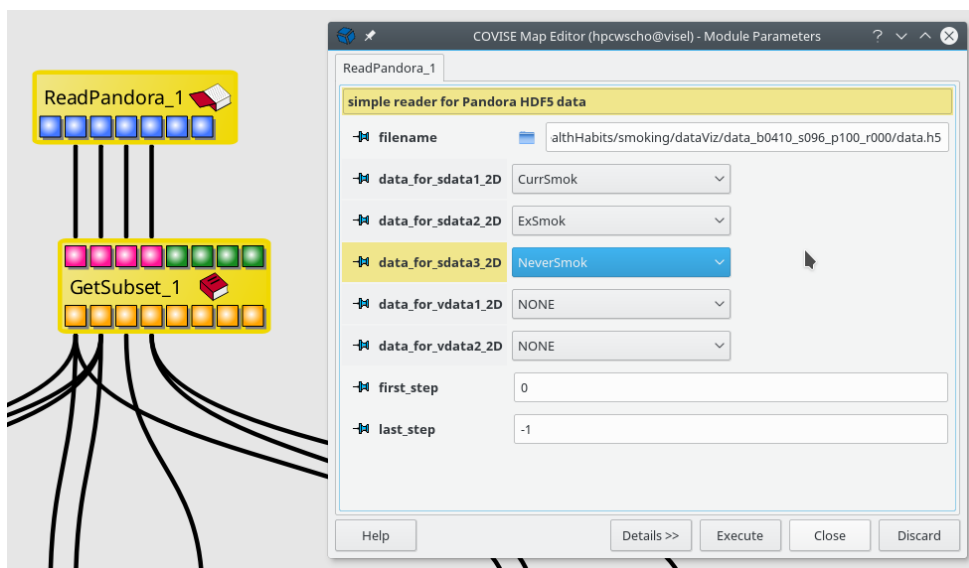 COVISE Map Editor (hpcwscho@visel) - Module Parameters
ReadPandora_1
ReadPandora_1
simple reader for Pandora HDF5 data
filename
althHabits/smoking/dataViz/data_b0410_s096_p100_r000/data.h5
data_for_sdata1_2D CurrSmok
data_for_sdata2_2D ExSmok
data_for_sdata3_2D NeverSmok
GetSubset_1
data_for_vdata1_2D NONE
data_for_vdata2_2D NONE
first_step 0
last_step -1
Help Details >> Execute Close Discard